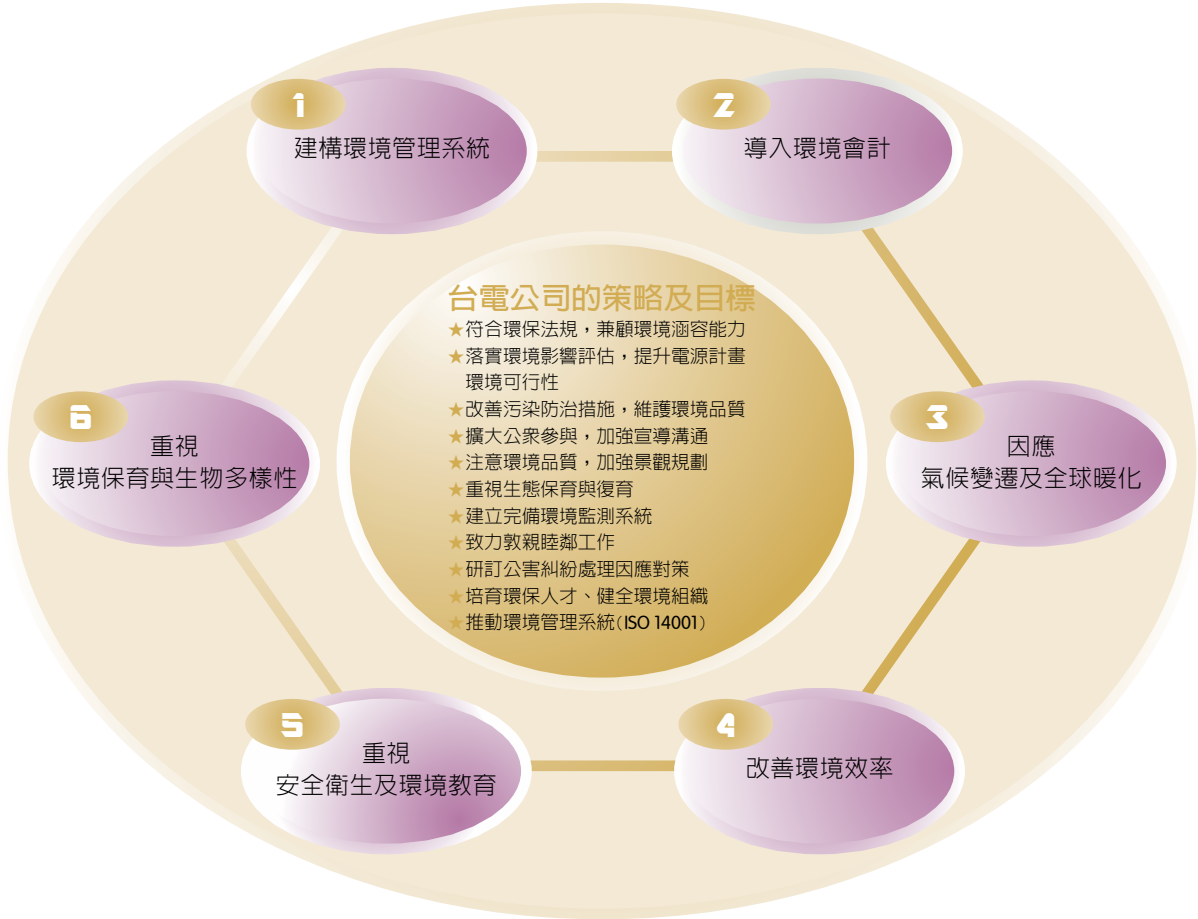 1
建構環境管理系統
2
導入環境會計
台電公司的策略及目標
★符合環保法規，兼顧環境涵容能力
★落實環境影響評估，提升電源計畫
環境可行性
★改善污染防治措施，維護環境品質
★擴大公眾參與，加強宣導溝通
★注意環境品質，加強景觀規劃
★重視生態保育與復育
★建立完備環境監測系統
★致力敦親睦鄰工作
★研訂公害糾紛處理因應對策
★培育環保人才、健全環境組織
★推動環境管理系統(ISO 14001)
3
因應
氣候變遷及全球暖化
4
改善環境效率
5
重視
安全衛生及環境教育
6
重視
環境保育與生物多樣性